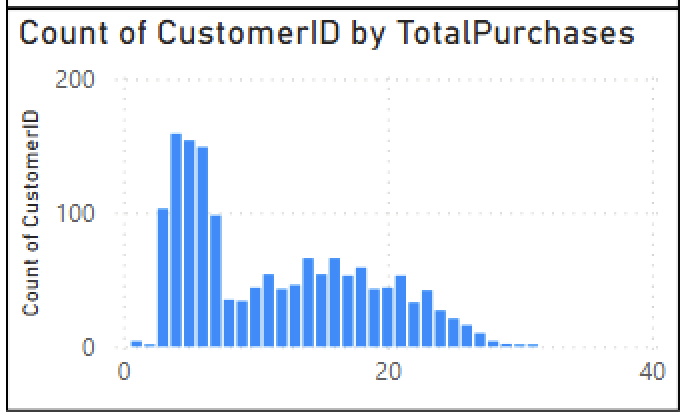 Count of CustomerID by TotalPurchases
200
100
0
Count of CustomerID
0 20 40